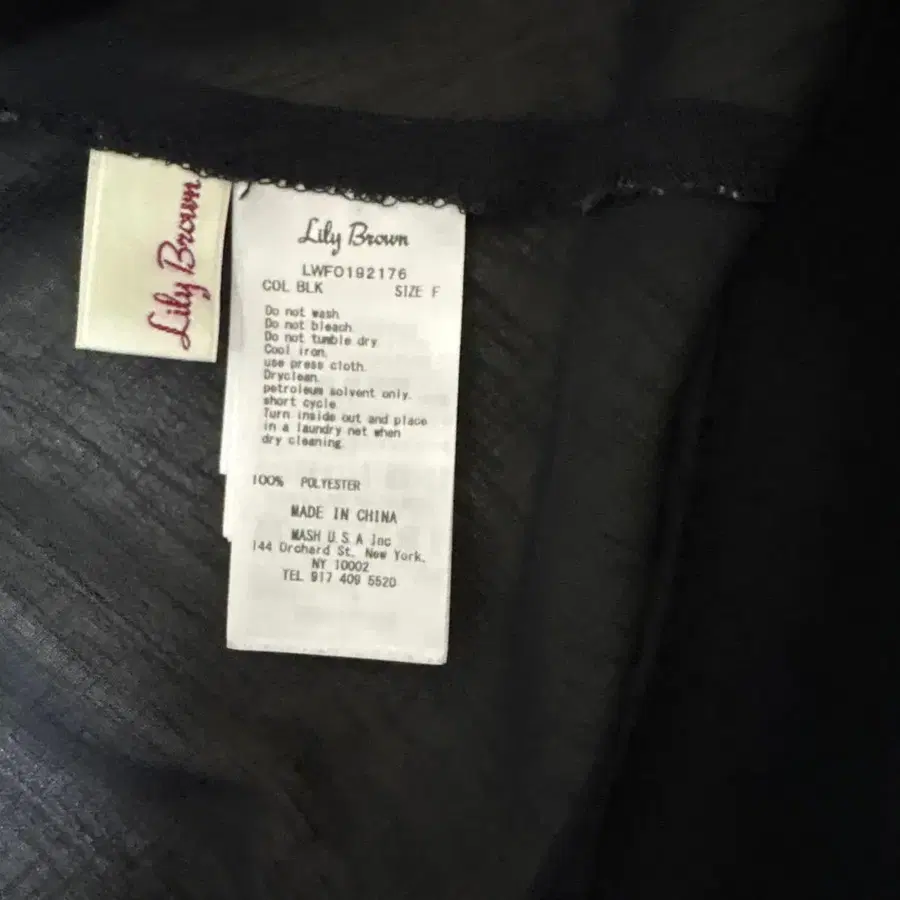 Lily Brown
Lily Brown
LWFO192176
COL BLK SIZE F
Do not wash.
Do not bleach.
Do not tumble dry.
Cool iron.
use press cloth.
Dryclean.
petroleum solvent only.
short cycle.
Turn inside out and place
in a laundry net when
dry cleaning.
100% POLYESTER
MADE IN CHINA
MASH U.S.A Inc
144 Orchard St. New York,
NY 10002
TEL 917 409 5520